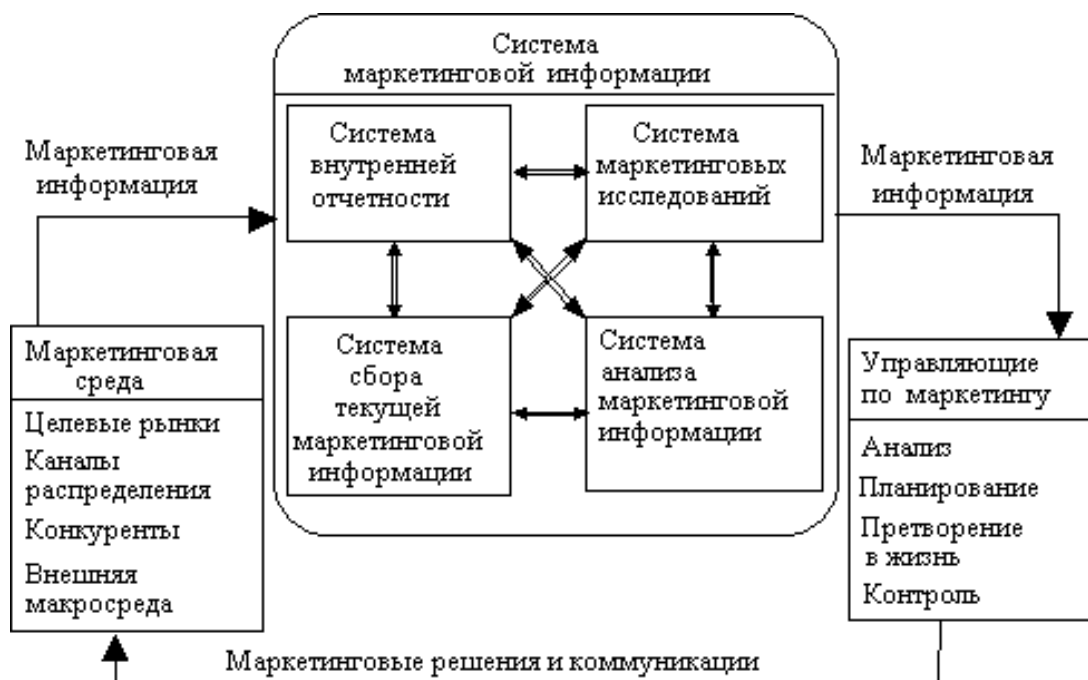 Система
маркетинговой информации
Маркетинговая
информация
Система
внутренней
отчетности
Система
маркетинговых
исследований
Система
сбора
текущей
маркетинговой
информации
Система
анализа
маркетинговой
информации
Маркетинговая
информация
Маркетинговая
среда
Целевые рынки
Каналы
распределения
Конкуренты
Внешняя
макросреда
Управляющие
по маркетингу
Анализ
Планирование
Претворение
в жизнь
Контроль
Маркетинговые решения и коммуникации